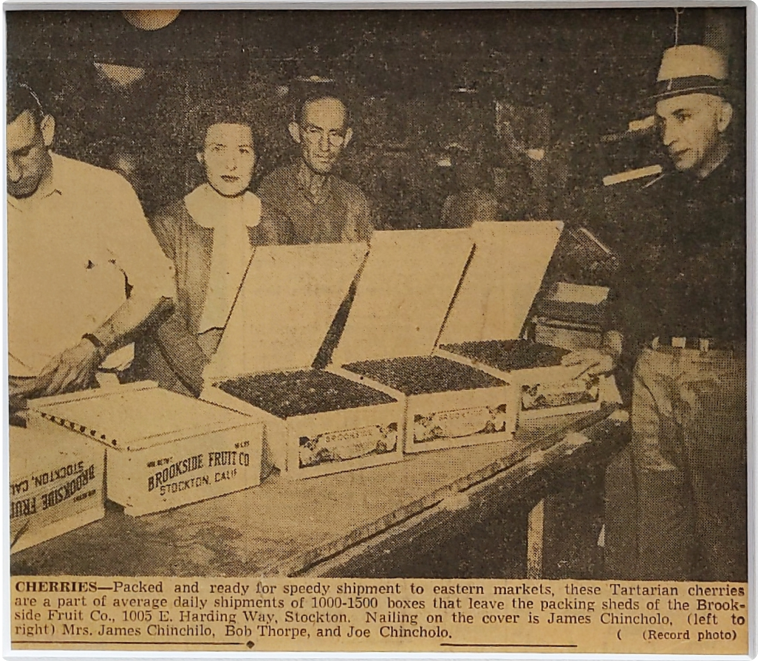 BROOKSIDE
BROOKSIDE
BROOKSIDE FRUIT CO
STOCKTON, CALIF
BROOKSIDE FRUI
STOCKTON, CAL
CHERRIES—Packed and ready for speedy shipment to eastern markets, these Tartarian cherries
are a part of average daily shipments of 1000-1500 boxes that leave the packing sheds of the Brook-
side Fruit Co., 1005 E. Harding Way, Stockton. Nailing on the cover is James Chincholo, (left to
right) Mrs. James Chinchilo, Bob Thorpe, and Joe Chincholo.
( (Record photo)